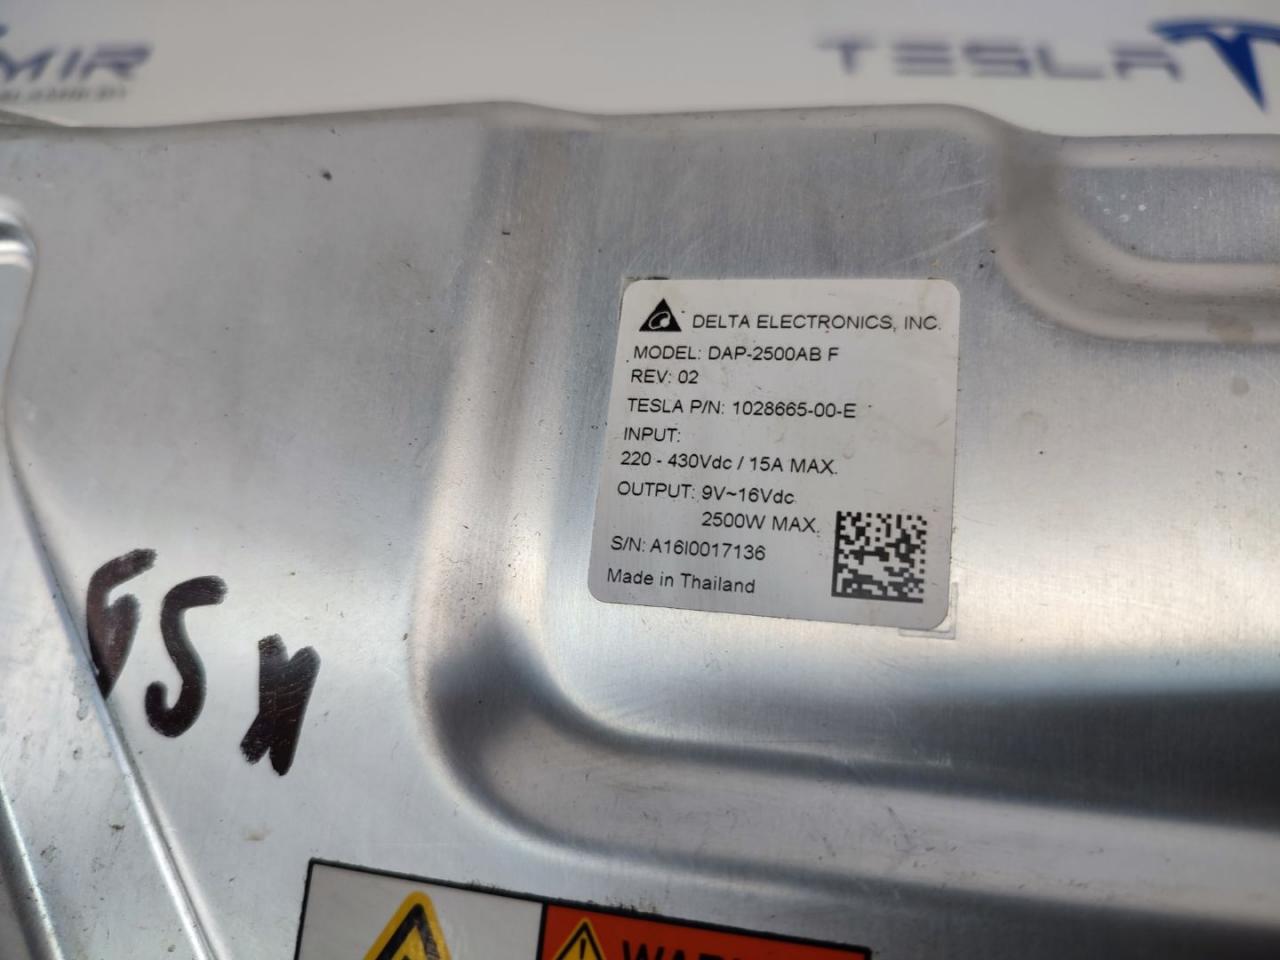 MIR
TESLA
DELTA ELECTRONICS, INC.
MODEL: DAP-2500AB F
REV: 02
TESLA P/N: 1028665-00-E
INPUT:
220 - 430Vdc / 15A MAX.
OUTPUT: 9V~16Vdc
2500W MAX.
S/N: A16I0017136
Made in Thailand